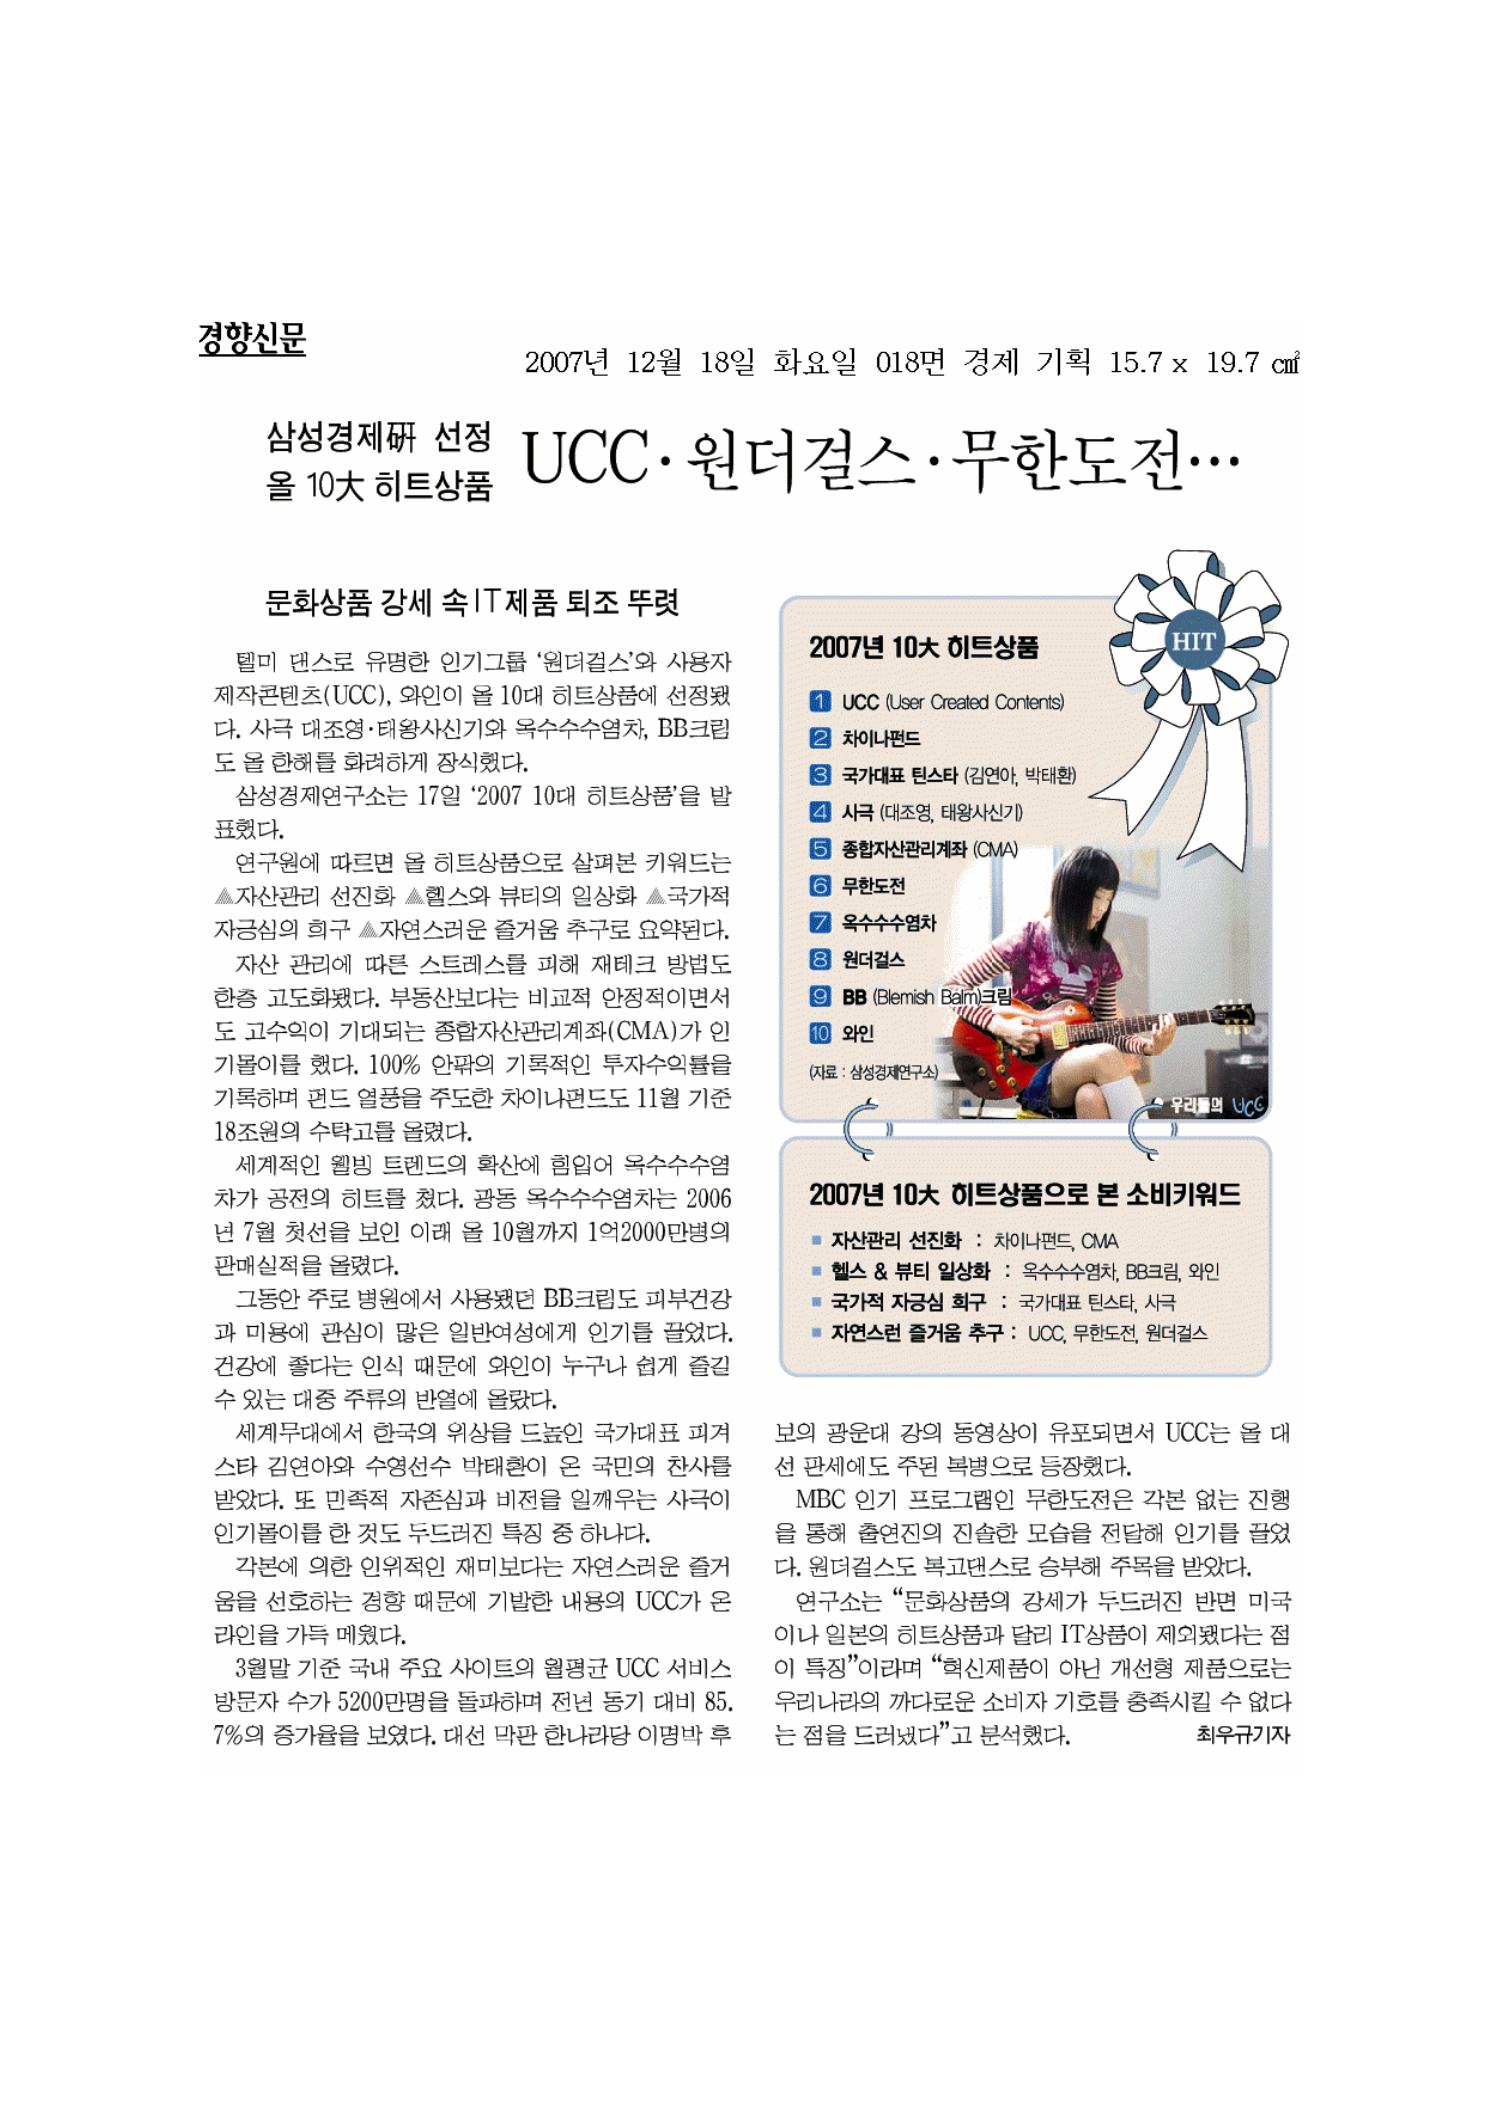 경향신문
2007년 12월 18일 화요일 018면 경제 기획 15.7 x 19.7 ㎠
삼성경제硏 선정
올 10大 히트상품
UCC·원더걸스·무한도전…
문화상품 강세 속 IT제품 퇴조 뚜렷
텔미 댄스로 유명한 인기그룹 ‘원더걸스’와 사용자
제작콘텐츠(UCC), 와인이 올 10대 히트상품에 선정됐
다. 사극 대조영·태왕사신기와 옥수수수염차, BB크림
도 올 한해를 화려하게 장식했다.
삼성경제연구소는 17일 ‘2007 10대 히트상품’을 발
표했다.
연구원에 따르면 올 히트상품으로 살펴본 키워드는
▲자산관리 선진화 ▲헬스와 뷰티의 일상화 ▲국가적
자긍심의 희구 ▲자연스러운 즐거움 추구로 요약된다.
자산 관리에 따른 스트레스를 피해 재테크 방법도
한층 고도화됐다. 부동산보다는 비교적 안정적이면서
도 고수익이 기대되는 종합자산관리계좌(CMA)가 인
기몰이를 했다. 100% 안팎의 기록적인 투자수익률을
기록하며 펀드 열풍을 주도한 차이나펀드도 11월 기준
18조원의 수탁고를 올렸다.
세계적인 웰빙 트렌드의 확산에 힘입어 옥수수수염
차가 공전의 히트를 쳤다. 광동 옥수수수염차는 2006
년 7월 첫선을 보인 이래 올 10월까지 1억2000만병의
판매실적을 올렸다.
그동안 주로 병원에서 사용됐던 BB크림도 피부건강
과 미용에 관심이 많은 일반여성에게 인기를 끌었다.
건강에 좋다는 인식 때문에 와인이 누구나 쉽게 즐길
수 있는 대중 주류의 반열에 올랐다.
세계무대에서 한국의 위상을 드높인 국가대표 피겨
스타 김연아와 수영선수 박태환이 온 국민의 찬사를
받았다. 또 민족적 자존심과 비전을 일깨우는 사극이
인기몰이를 한 것도 두드러진 특징 중 하나다.
각본에 의한 인위적인 재미보다는 자연스러운 즐거
움을 선호하는 경향 때문에 기발한 내용의 UCC가 온
라인을 가득 메웠다.
3월말 기준 국내 주요 사이트의 월평균 UCC 서비스
방문자 수가 5200만명을 돌파하며 전년 동기 대비 85.
7%의 증가율을 보였다. 대선 막판 한나라당 이명박 후
HIT
2007년 10大 히트상품
1 UCC (User Created Contents)
2 차이나펀드
3 국가대표 틴스타 (김연아, 박태환)
4 사극 (대조영, 태왕사신기)
5 종합자산관리계좌 (CMA)
6 무한도전
7 옥수수수염차
8 원더걸스
9 BB (Blemish Balm)크림
10 와인
(자료 : 삼성경제연구소)
우리들의 UCC
2007년 10大 히트상품으로 본 소비키워드
■ 자산관리 선진화 : 차이나펀드, CMA
■ 헬스 & 뷰티 일상화 : 옥수수수염차, BB크림, 와인
■ 국가적 자긍심 희구 : 국가대표 틴스타, 사극
■ 자연스런 즐거움 추구 : UCC, 무한도전, 원더걸스
보의 광운대 강의 동영상이 유포되면서 UCC는 올 대
선 판세에도 주된 복병으로 등장했다.
MBC 인기 프로그램인 무한도전은 각본 없는 진행
을 통해 출연진의 진솔한 모습을 전달해 인기를 끌었
다. 원더걸스도 복고댄스로 승부해 주목을 받았다.
연구소는 “문화상품의 강세가 두드러진 반면 미국
이나 일본의 히트상품과 달리 IT상품이 제외됐다는 점
이 특징”이라며 “혁신제품이 아닌 개선형 제품으로는
우리나라의 까다로운 소비자 기호를 충족시킬 수 없다
는 점을 드러냈다”고 분석했다. 최우규기자